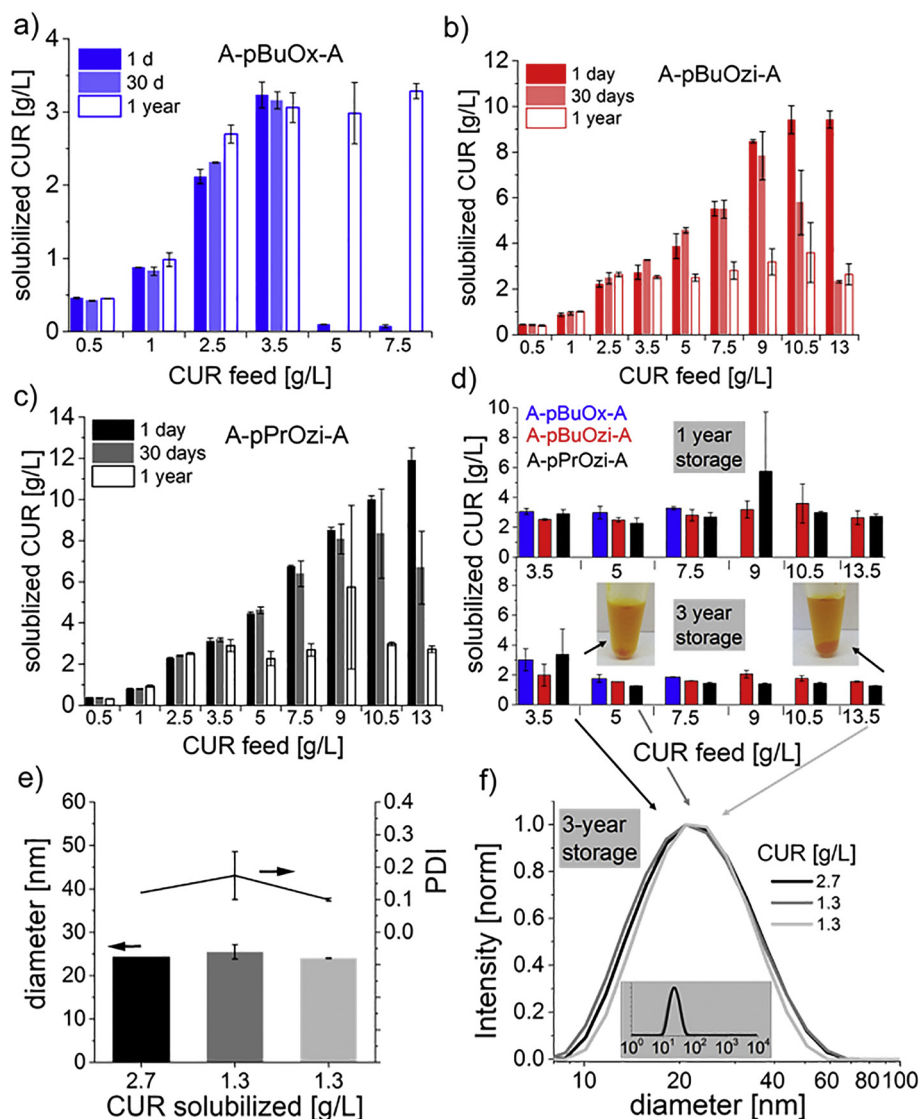 a)
A-pBuOx-A
1 d
30 d
1 year
solubilized CUR [g/L]
4
3
2
1
0
0.5 1 2.5 3.5 5 7.5
CUR feed [g/L]
b)
A-pBuOzi-A
1 day
30 days
1 year
solubilized CUR [g/L]
12
10
8
6
4
2
0
0.5 1 2.5 3.5 5 7.5 9 10.5 13
CUR feed [g/L]
c)
A-pPrOzi-A
1 day
30 days
1 year
solubilized CUR [g/L]
14
12
10
8
6
4
2
0
0.5 1 2.5 3.5 5 7.5 9 10.5 13
CUR feed [g/L]
d)
A-pBuOx-A
A-pBuOzi-A
A-pPrOzi-A
1 year
storage
solubilized CUR [g/L]
10
8
6
4
2
0
3.5 5 7.5 9 10.5 13.5
3 year
storage
8
6
4
2
0
3.5 5 7.5 9 10.5 13.5
CUR feed [g/L]
e)
diameter [nm]
60
50
40
30
20
10
0
PDI
0.4
0.3
0.2
0.1
0.0
2.7 1.3 1.3
CUR solubilized [g/L]
f)
3-year
storage
CUR [g/L]
2.7
1.3
1.3
Intensity [norm]
1.0
0.8
0.6
0.4
0.2
0.0
10⁰ 10¹ 10² 10³ 10⁴
10 20 40 60 80 100
diameter [nm]